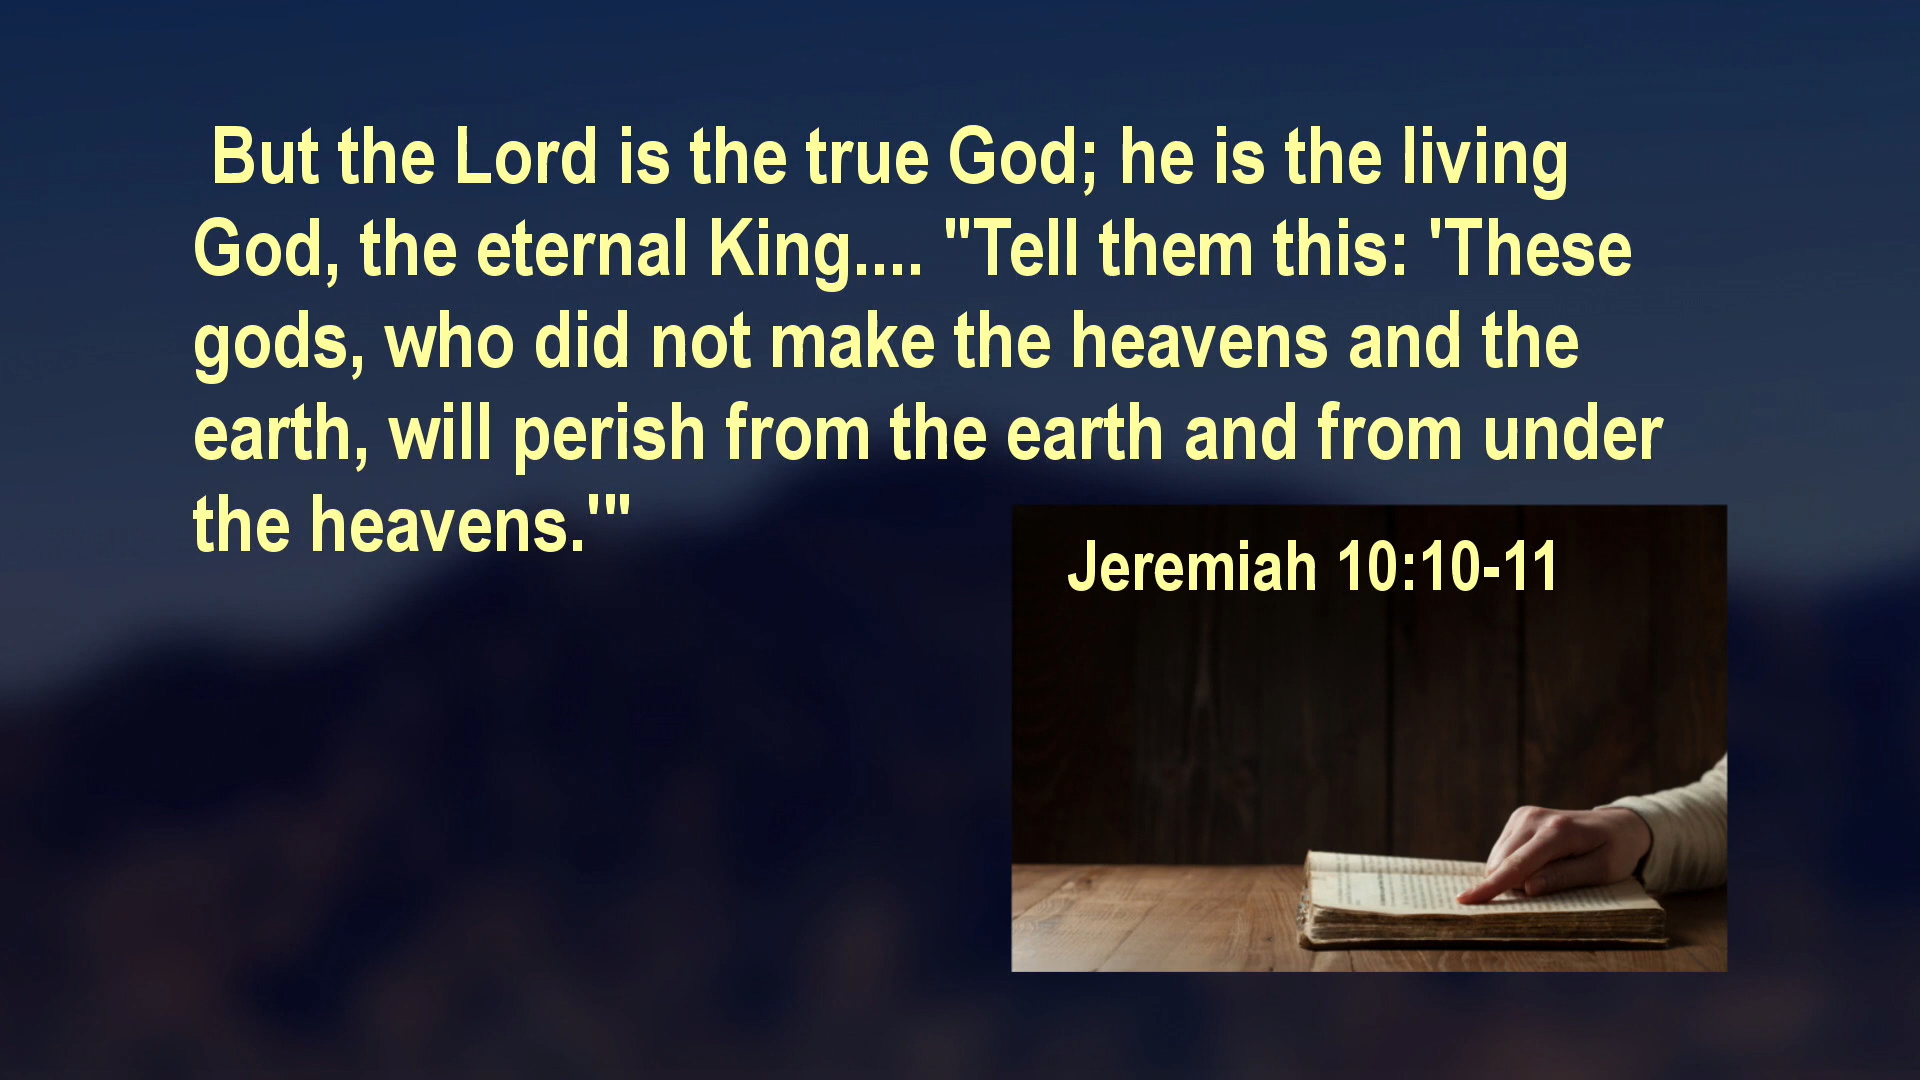 But the Lord is the true God; he is the living
God, the eternal King.... "Tell them this: 'These
gods, who did not make the heavens and the
earth, will perish from the earth and from under
the heavens.'"
Jeremiah 10:10-11